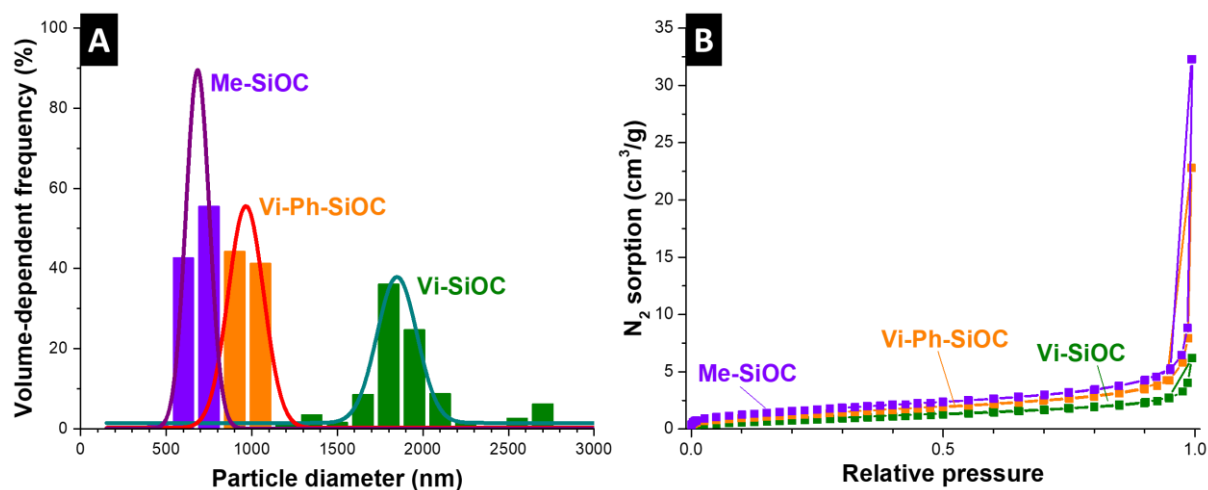 A
Volume-dependent frequency (%)
100
80
60
40
20
0
Me-SiOC
Vi-Ph-SiOC
Vi-SiOC
0 500 1000 1500 2000 2500 3000
Particle diameter (nm)
B
N₂ sorption (cm³/g)
35
30
25
20
15
10
5
0
Vi-Ph-SiOC
Vi-SiOC
Me-SiOC
0.0 0.5 1.0
Relative pressure